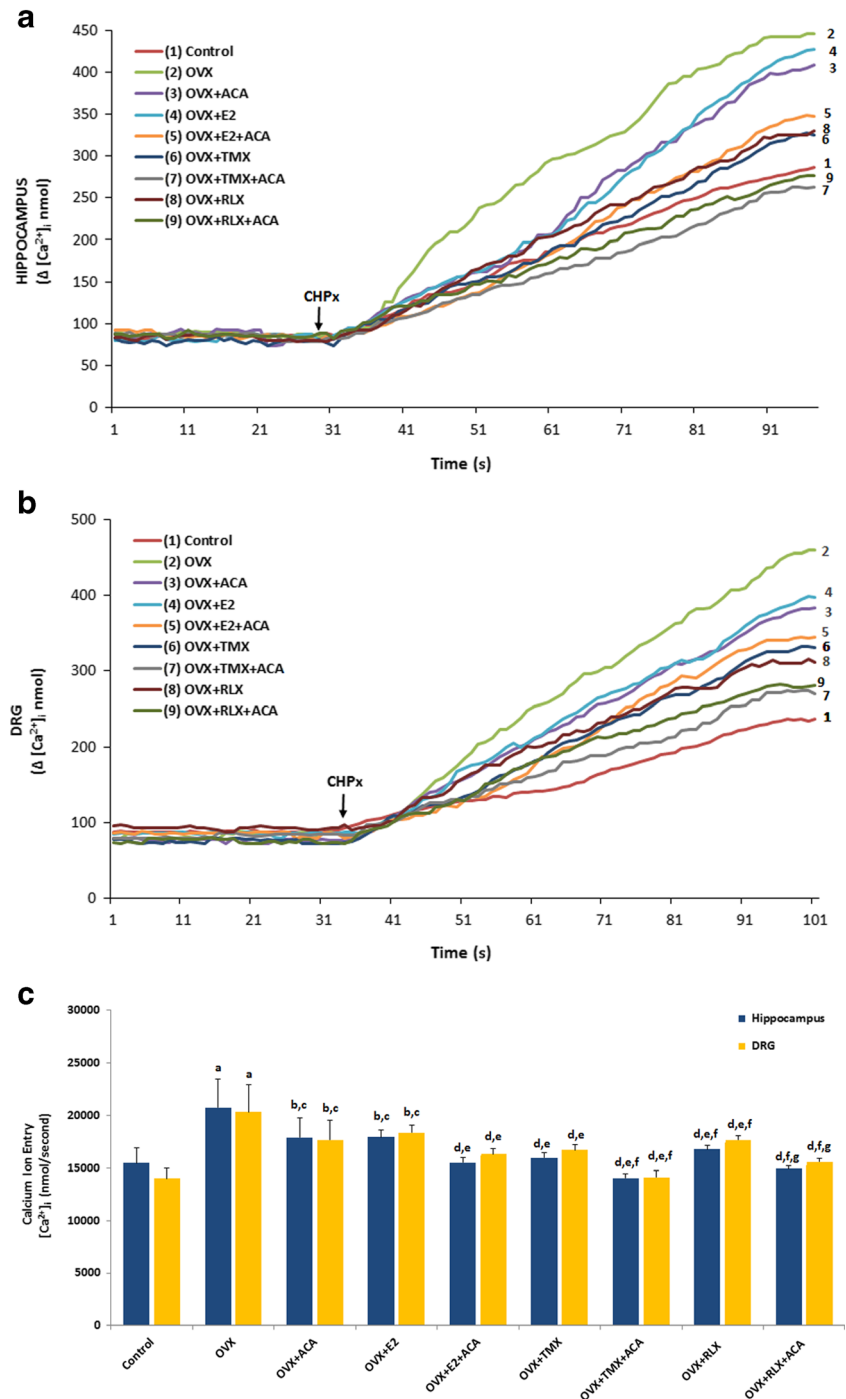 a
HIPPOCAMPUS
(Δ [Ca²⁺]ᵢ nmol)
450
400
350
300
250
200
150
100
50
0
(1) Control
(2) OVX
(3) OVX+ACA
(4) OVX+E2
(5) OVX+E2+ACA
(6) OVX+TMX
(7) OVX+TMX+ACA
(8) OVX+RLX
(9) OVX+RLX+ACA
CHPx
2
4
3
5
8
6
1
9
7
1 11 21 31 41 51 61 71 81 91
Time (s)
b
DRG
(Δ [Ca²⁺]ᵢ nmol)
500
400
300
200
100
0
(1) Control
(2) OVX
(3) OVX+ACA
(4) OVX+E2
(5) OVX+E2+ACA
(6) OVX+TMX
(7) OVX+TMX+ACA
(8) OVX+RLX
(9) OVX+RLX+ACA
CHPx
2
4
3
5
6
8
9
7
1
1 11 21 31 41 51 61 71 81 91 101
Time (s)
c
Calcium Ion Entry
[Ca²⁺]ᵢ (nmol/second)
30000
25000
20000
15000
10000
5000
0
Hippocampus
DRG
a a b,c b,c b,c b,c d,e d,e d,e d,e d,e,f d,e,f d,e,f d,e,f d,f,g d,f,g
Control
OVX
OVX+ACA
OVX+E2
OVX+E2+ACA
OVX+TMX
OVX+TMX+ACA
OVX+RLX
OVX+RLX+ACA